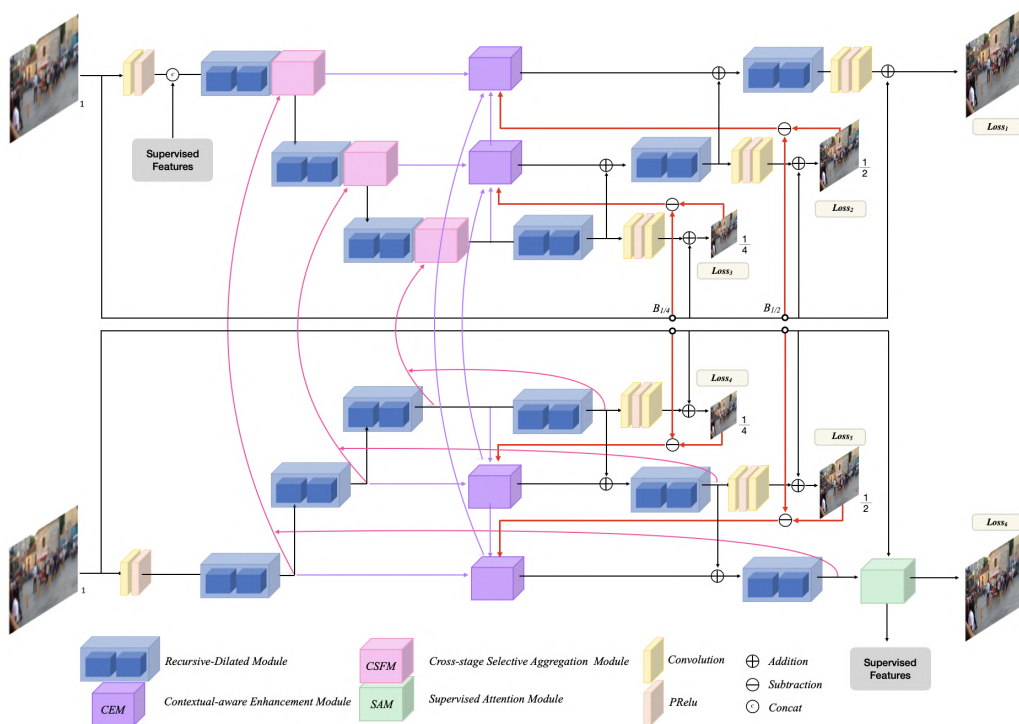 1
c
Supervised
Features
Loss₁
1/2
Loss₂
1/4
Loss₃
B1/4
B1/2
Loss₄
1/4
Loss₅
1/2
Loss₆
1
Supervised
Features
Recursive-Dilated Module
CSFM
Cross-stage Selective Aggregation Module
Convolution
Addition
CEM
Contextual-aware Enhancement Module
SAM
Supervised Attention Module
PRelu
Subtraction
c
Concat